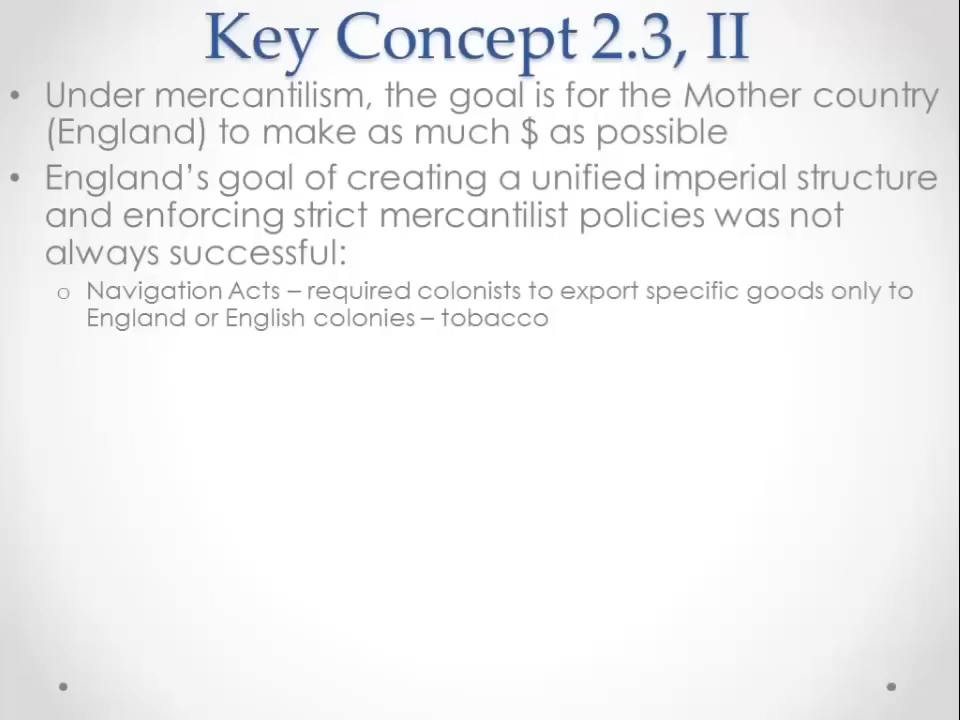 Key Concept 2.3, II
• Under mercantilism, the goal is for the Mother country
(England) to make as much $ as possible
• England's goal of creating a unified imperial structure
and enforcing strict mercantilist policies was not
always successful:
o Navigation Acts – required colonists to export specific goods only to
England or English colonies – tobacco